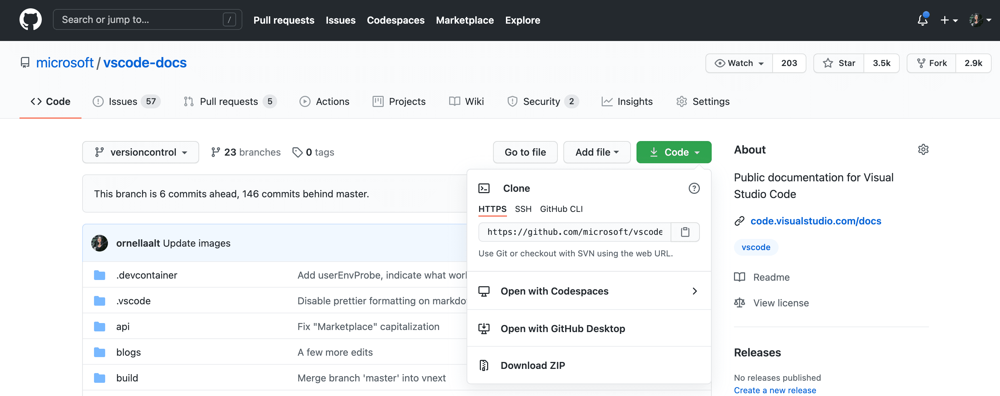 Search or jump to... /
Pull requests Issues Codespaces Marketplace Explore
microsoft / vscode-docs
Watch 203 Star 3.5k Fork 2.9k
Code Issues 57 Pull requests 5 Actions Projects Wiki Security 2 Insights Settings
versioncontrol 23 branches 0 tags Go to file Add file Code
This branch is 6 commits ahead, 146 commits behind master.
ornellaalt Update images
.devcontainer Add userEnvProbe, indicate what
.vscode Disable prettier formatting on
api Fix "Marketplace" capitalization
blogs A few more edits
build Merge branch 'master' into vnext
Clone
HTTPS SSH GitHub CLI
https://github.com/microsoft/vscode
Use Git or checkout with SVN using the web URL.
Open with Codespaces
Open with GitHub Desktop
Download ZIP
About
Public documentation for Visual
Studio Code
code.visualstudio.com/docs
vscode
Readme
View license
Releases
No releases published
Create a new release